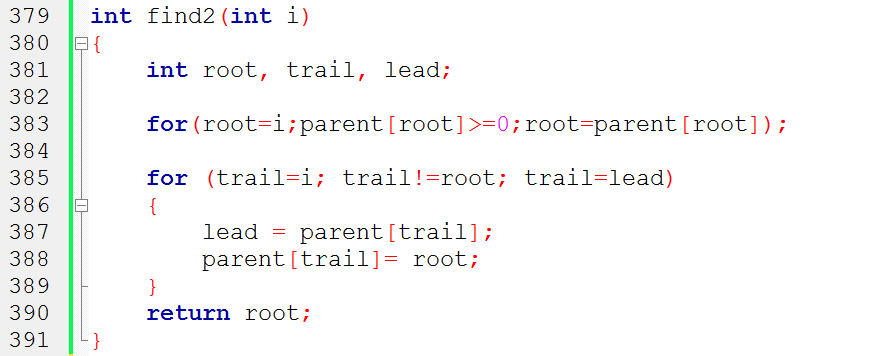 379 int find2(int i)
380 {
381     int root, trail, lead;
382
383     for(root=i;parent[root]>=0;root=parent[root]);
384
385     for (trail=i; trail!=root; trail=lead)
386     {
387         lead = parent[trail];
388         parent[trail]= root;
389     }
390     return root;
391 }